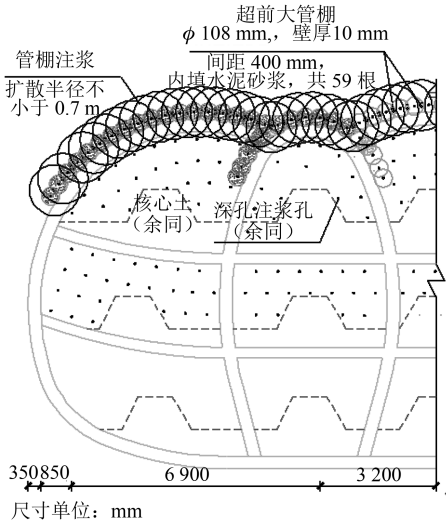 超前大管棚
ϕ 108 mm,, 壁厚10 mm
间距 400 mm,
内填水泥砂浆，共 59 根
管棚注浆
扩散半径不
小于 0.7 m
核心土
（余同）
深孔注浆孔
（余同）
350 850 6 900 3 200
尺寸单位：mm